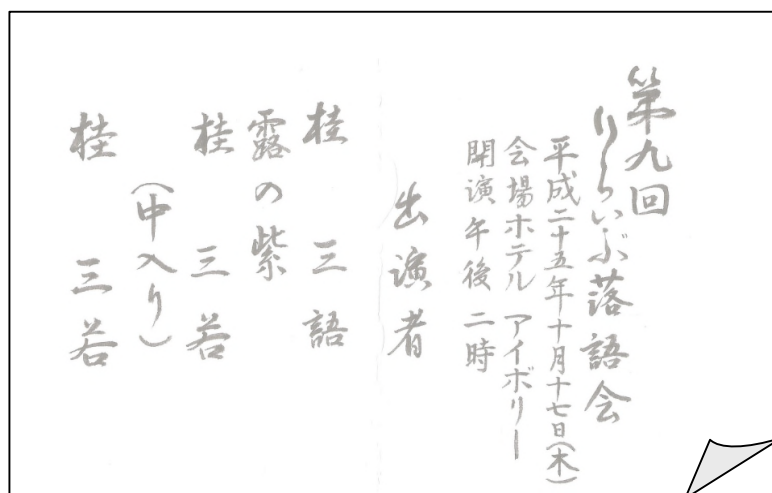 第九回
りらいぶ落語会
平成二十五年十月十七日(木)
会場ホテル アイボリー
開演 午後 二時
出演者
桂 三語
露の紫
桂 三若
(中入り)
桂 三若